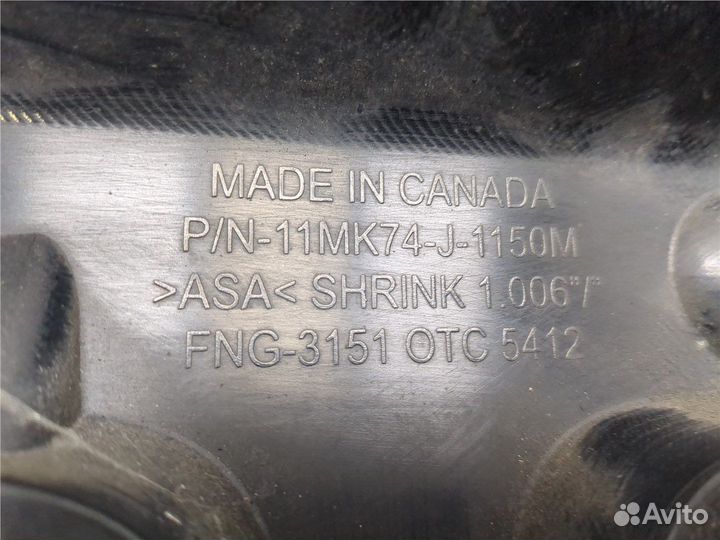 MADE IN CANADA
P/N-11MK74-J-1150M
>ASA< SHRINK 1.006"/"
FNG-3151 OTC 5412
Avito